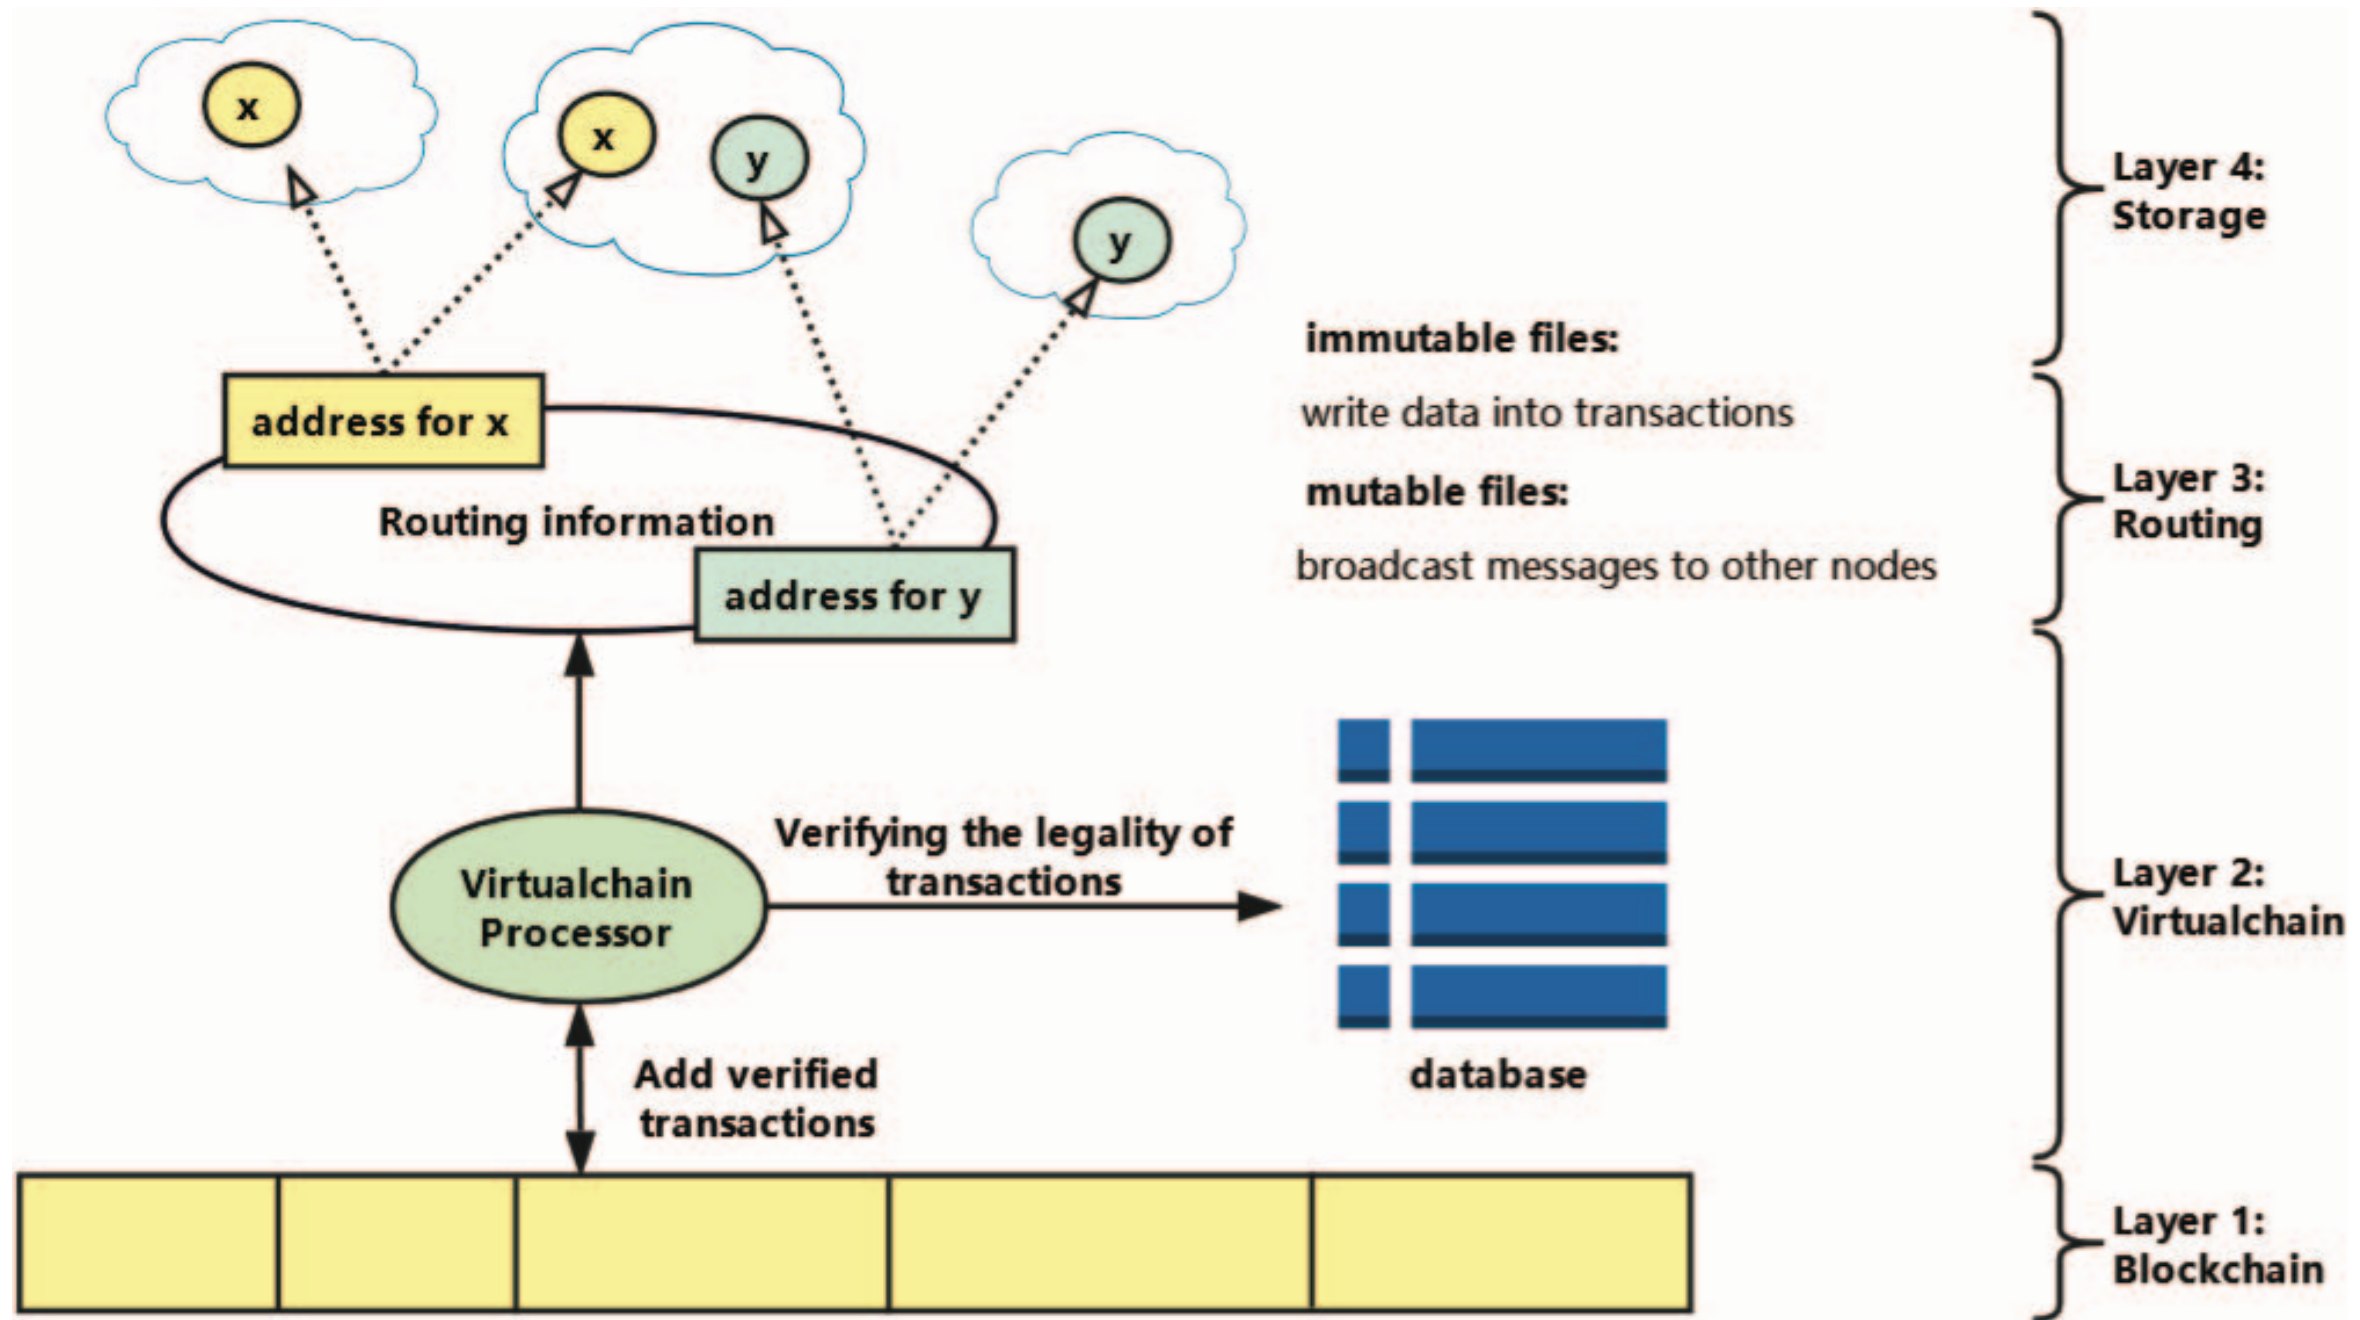 x
x
y
y
Layer 4:
Storage
immutable files:
write data into transactions
mutable files:
broadcast messages to other nodes
address for x
Routing information
address for y
Layer 3:
Routing
Virtualchain
Processor
Verifying the legality of
transactions
database
Layer 2:
Virtualchain
Add verified
transactions
Layer 1:
Blockchain